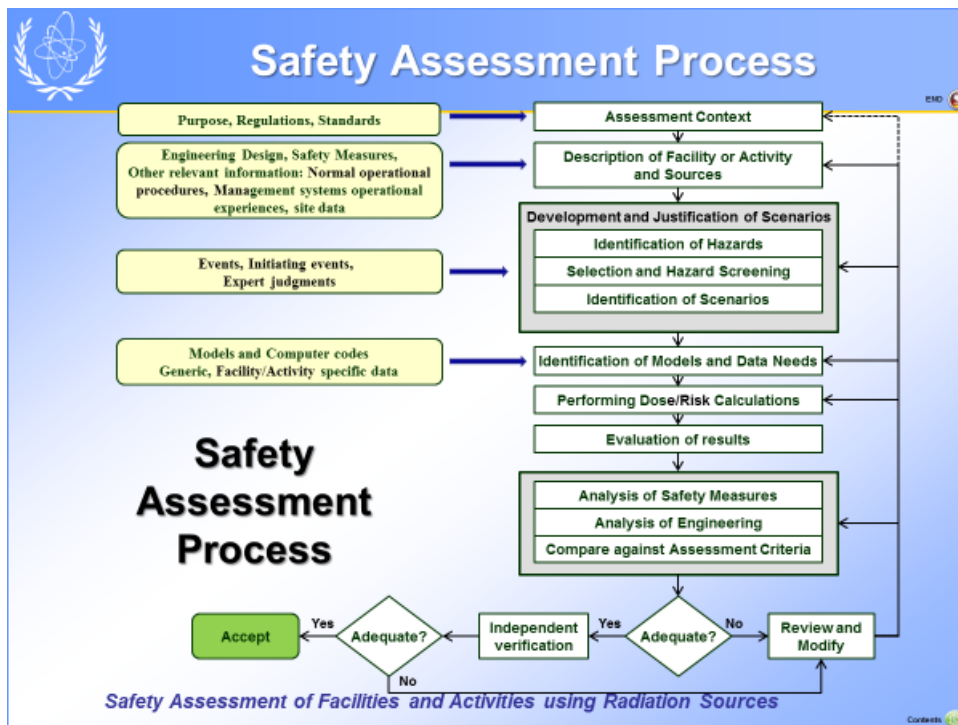 Safety Assessment Process
END
Purpose, Regulations, Standards
Assessment Context
Engineering Design, Safety Measures,
Other relevant information: Normal operational
procedures, Management systems operational
experiences, site data
Description of Facility or Activity
and Sources
Development and Justification of Scenarios
Identification of Hazards
Selection and Hazard Screening
Identification of Scenarios
Events, Initiating events,
Expert judgments
Models and Computer codes
Generic, Facility/Activity specific data
Identification of Models and Data Needs
Performing Dose/Risk Calculations
Evaluation of results
Safety
Assessment
Process
Analysis of Safety Measures
Analysis of Engineering
Compare against Assessment Criteria
Accept
Yes
Adequate?
No
Independent
verification
Yes
Adequate?
No
Review and
Modify
Safety Assessment of Facilities and Activities using Radiation Sources
Contents